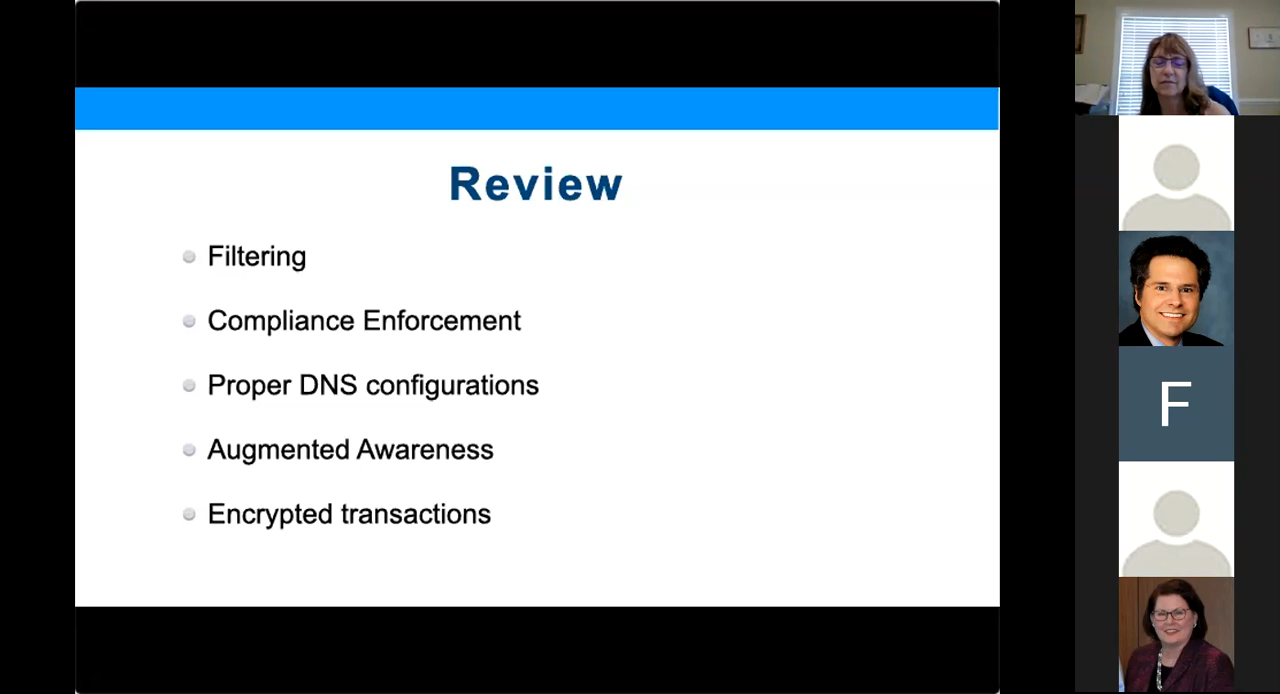 Review
Filtering
Compliance Enforcement
Proper DNS configurations
Augmented Awareness
Encrypted transactions
F